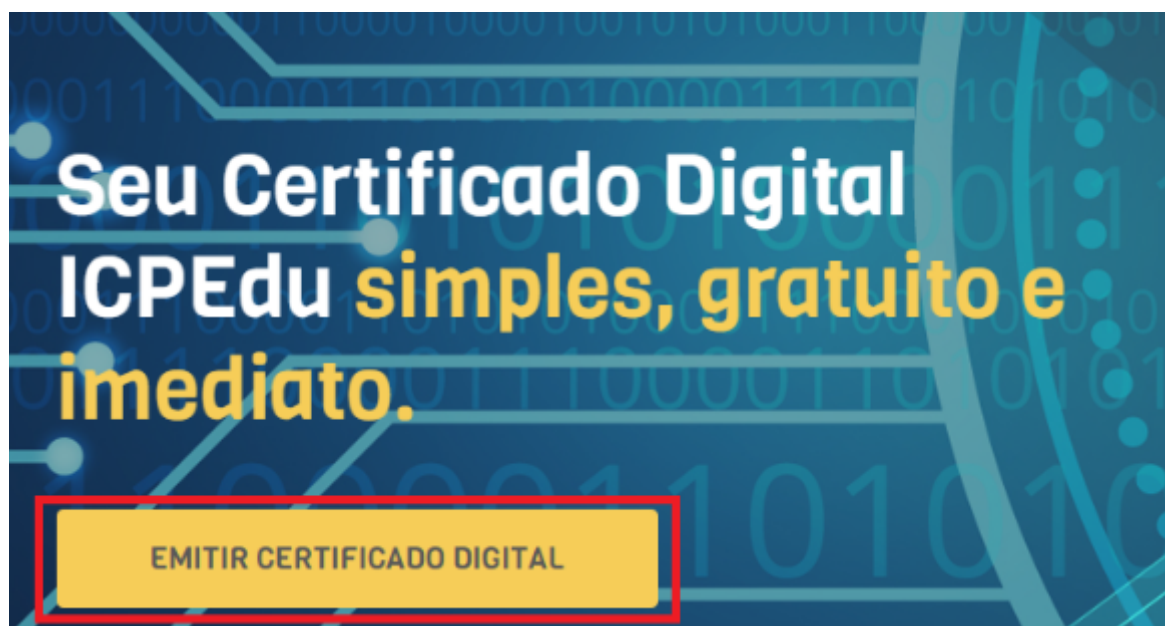 Seu Certificado Digital
ICPEdu simples, gratuito e
imediato.
EMITIR CERTIFICADO DIGITAL